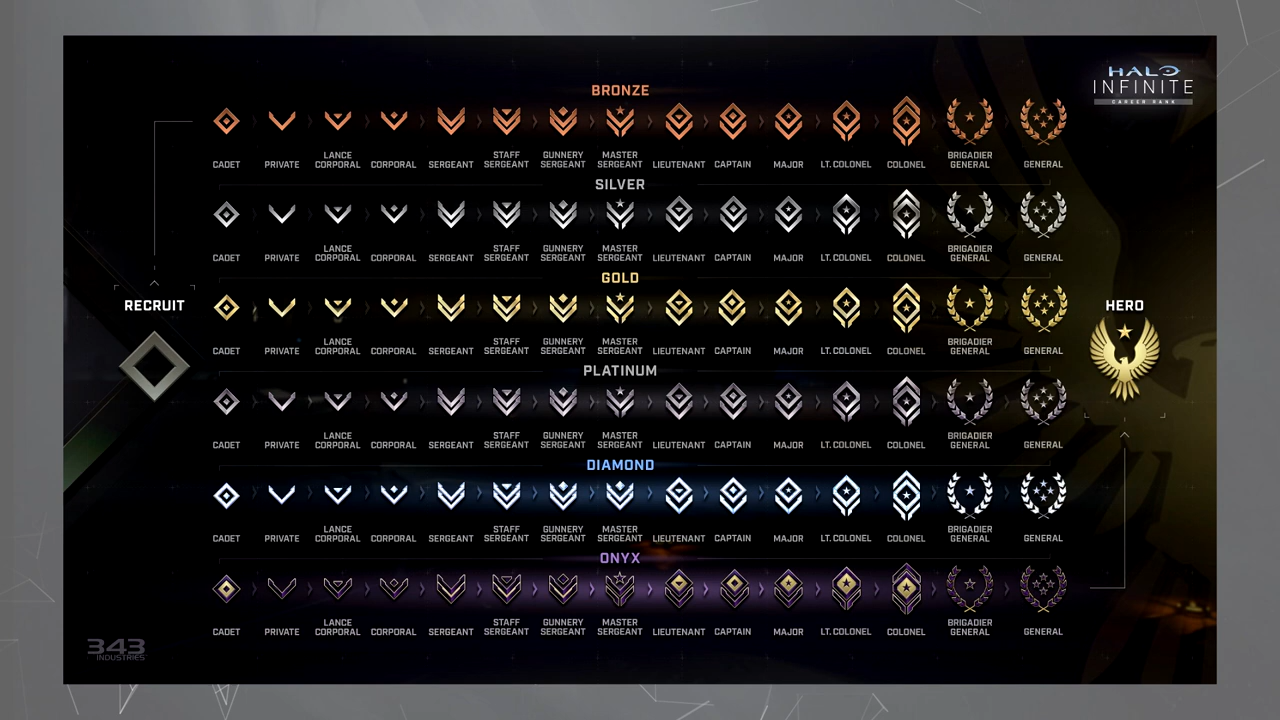 HALO
INFINITE
CAREER RANK
BRONZE
CADET PRIVATE LANCE CORPORAL CORPORAL SERGEANT STAFF SERGEANT GUNNERY SERGEANT MASTER SERGEANT LIEUTENANT CAPTAIN MAJOR LT. COLONEL COLONEL BRIGADIER GENERAL GENERAL
SILVER
CADET PRIVATE LANCE CORPORAL CORPORAL SERGEANT STAFF SERGEANT GUNNERY SERGEANT MASTER SERGEANT LIEUTENANT CAPTAIN MAJOR LT. COLONEL COLONEL BRIGADIER GENERAL GENERAL
GOLD
RECRUIT
HERO
CADET PRIVATE LANCE CORPORAL CORPORAL SERGEANT STAFF SERGEANT GUNNERY SERGEANT MASTER SERGEANT LIEUTENANT CAPTAIN MAJOR LT. COLONEL COLONEL BRIGADIER GENERAL GENERAL
PLATINUM
CADET PRIVATE LANCE CORPORAL CORPORAL SERGEANT STAFF SERGEANT GUNNERY SERGEANT MASTER SERGEANT LIEUTENANT CAPTAIN MAJOR LT. COLONEL COLONEL BRIGADIER GENERAL GENERAL
DIAMOND
CADET PRIVATE LANCE CORPORAL CORPORAL SERGEANT STAFF SERGEANT GUNNERY SERGEANT MASTER SERGEANT LIEUTENANT CAPTAIN MAJOR LT. COLONEL COLONEL BRIGADIER GENERAL GENERAL
ONYX
CADET PRIVATE LANCE CORPORAL CORPORAL SERGEANT STAFF SERGEANT GUNNERY SERGEANT MASTER SERGEANT LIEUTENANT CAPTAIN MAJOR LT. COLONEL COLONEL BRIGADIER GENERAL GENERAL
343
INDUSTRIES